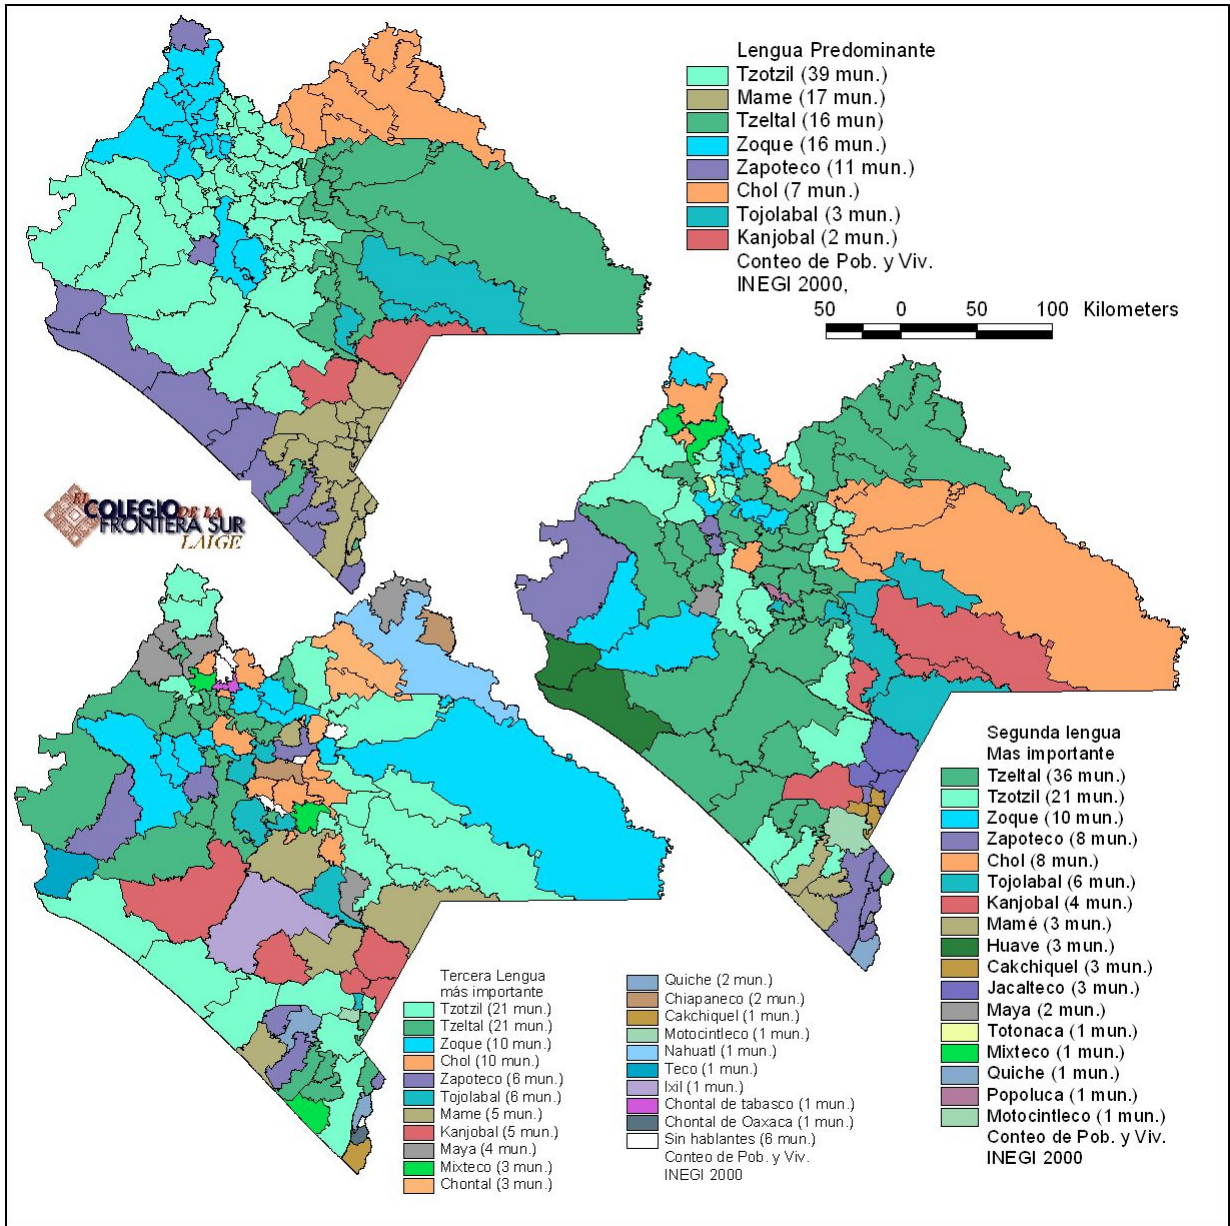 Lengua Predominante
Tzotzil (39 mun.)
Mame (17 mun.)
Tzeltal (16 mun)
Zoque (16 mun.)
Zapoteco (11 mun.)
Chol (7 mun.)
Tojolabal (3 mun.)
Kanjobal (2 mun.)
Conteo de Pob. y Viv.
INEGI 2000,
50 0 50 100 Kilometers
EL
COLEGIO DE LA
FRONTERA SUR
LAIGE
Segunda lengua
Mas importante
Tzeltal (36 mun.)
Tzotzil (21 mun.)
Zoque (10 mun.)
Zapoteco (8 mun.)
Chol (8 mun.)
Tojolabal (6 mun.)
Kanjobal (4 mun.)
Mamé (3 mun.)
Huave (3 mun.)
Cakchiquel (3 mun.)
Jacalteco (3 mun.)
Maya (2 mun.)
Totonaca (1 mun.)
Mixteco (1 mun.)
Quiche (1 mun.)
Popoluca (1 mun.)
Motocintleco (1 mun.)
Conteo de Pob. y Viv.
INEGI 2000
Tercera Lengua
más importante
Tzotzil (21 mun.)
Tzeltal (21 mun.)
Zoque (10 mun.)
Chol (10 mun.)
Zapoteco (6 mun.)
Tojolabal (6 mun.)
Mame (5 mun.)
Kanjobal (5 mun.)
Maya (4 mun.)
Mixteco (3 mun.)
Chontal (3 mun.)
Quiche (2 mun.)
Chiapaneco (2 mun.)
Cakchiquel (1 mun.)
Motocintleco (1 mun.)
Nahuatl (1 mun.)
Teco (1 mun.)
Ixil (1 mun.)
Chontal de tabasco (1 mun.)
Chontal de Oaxaca (1 mun.)
Sin hablantes (6 mun.)
Conteo de Pob. y Viv.
INEGI 2000